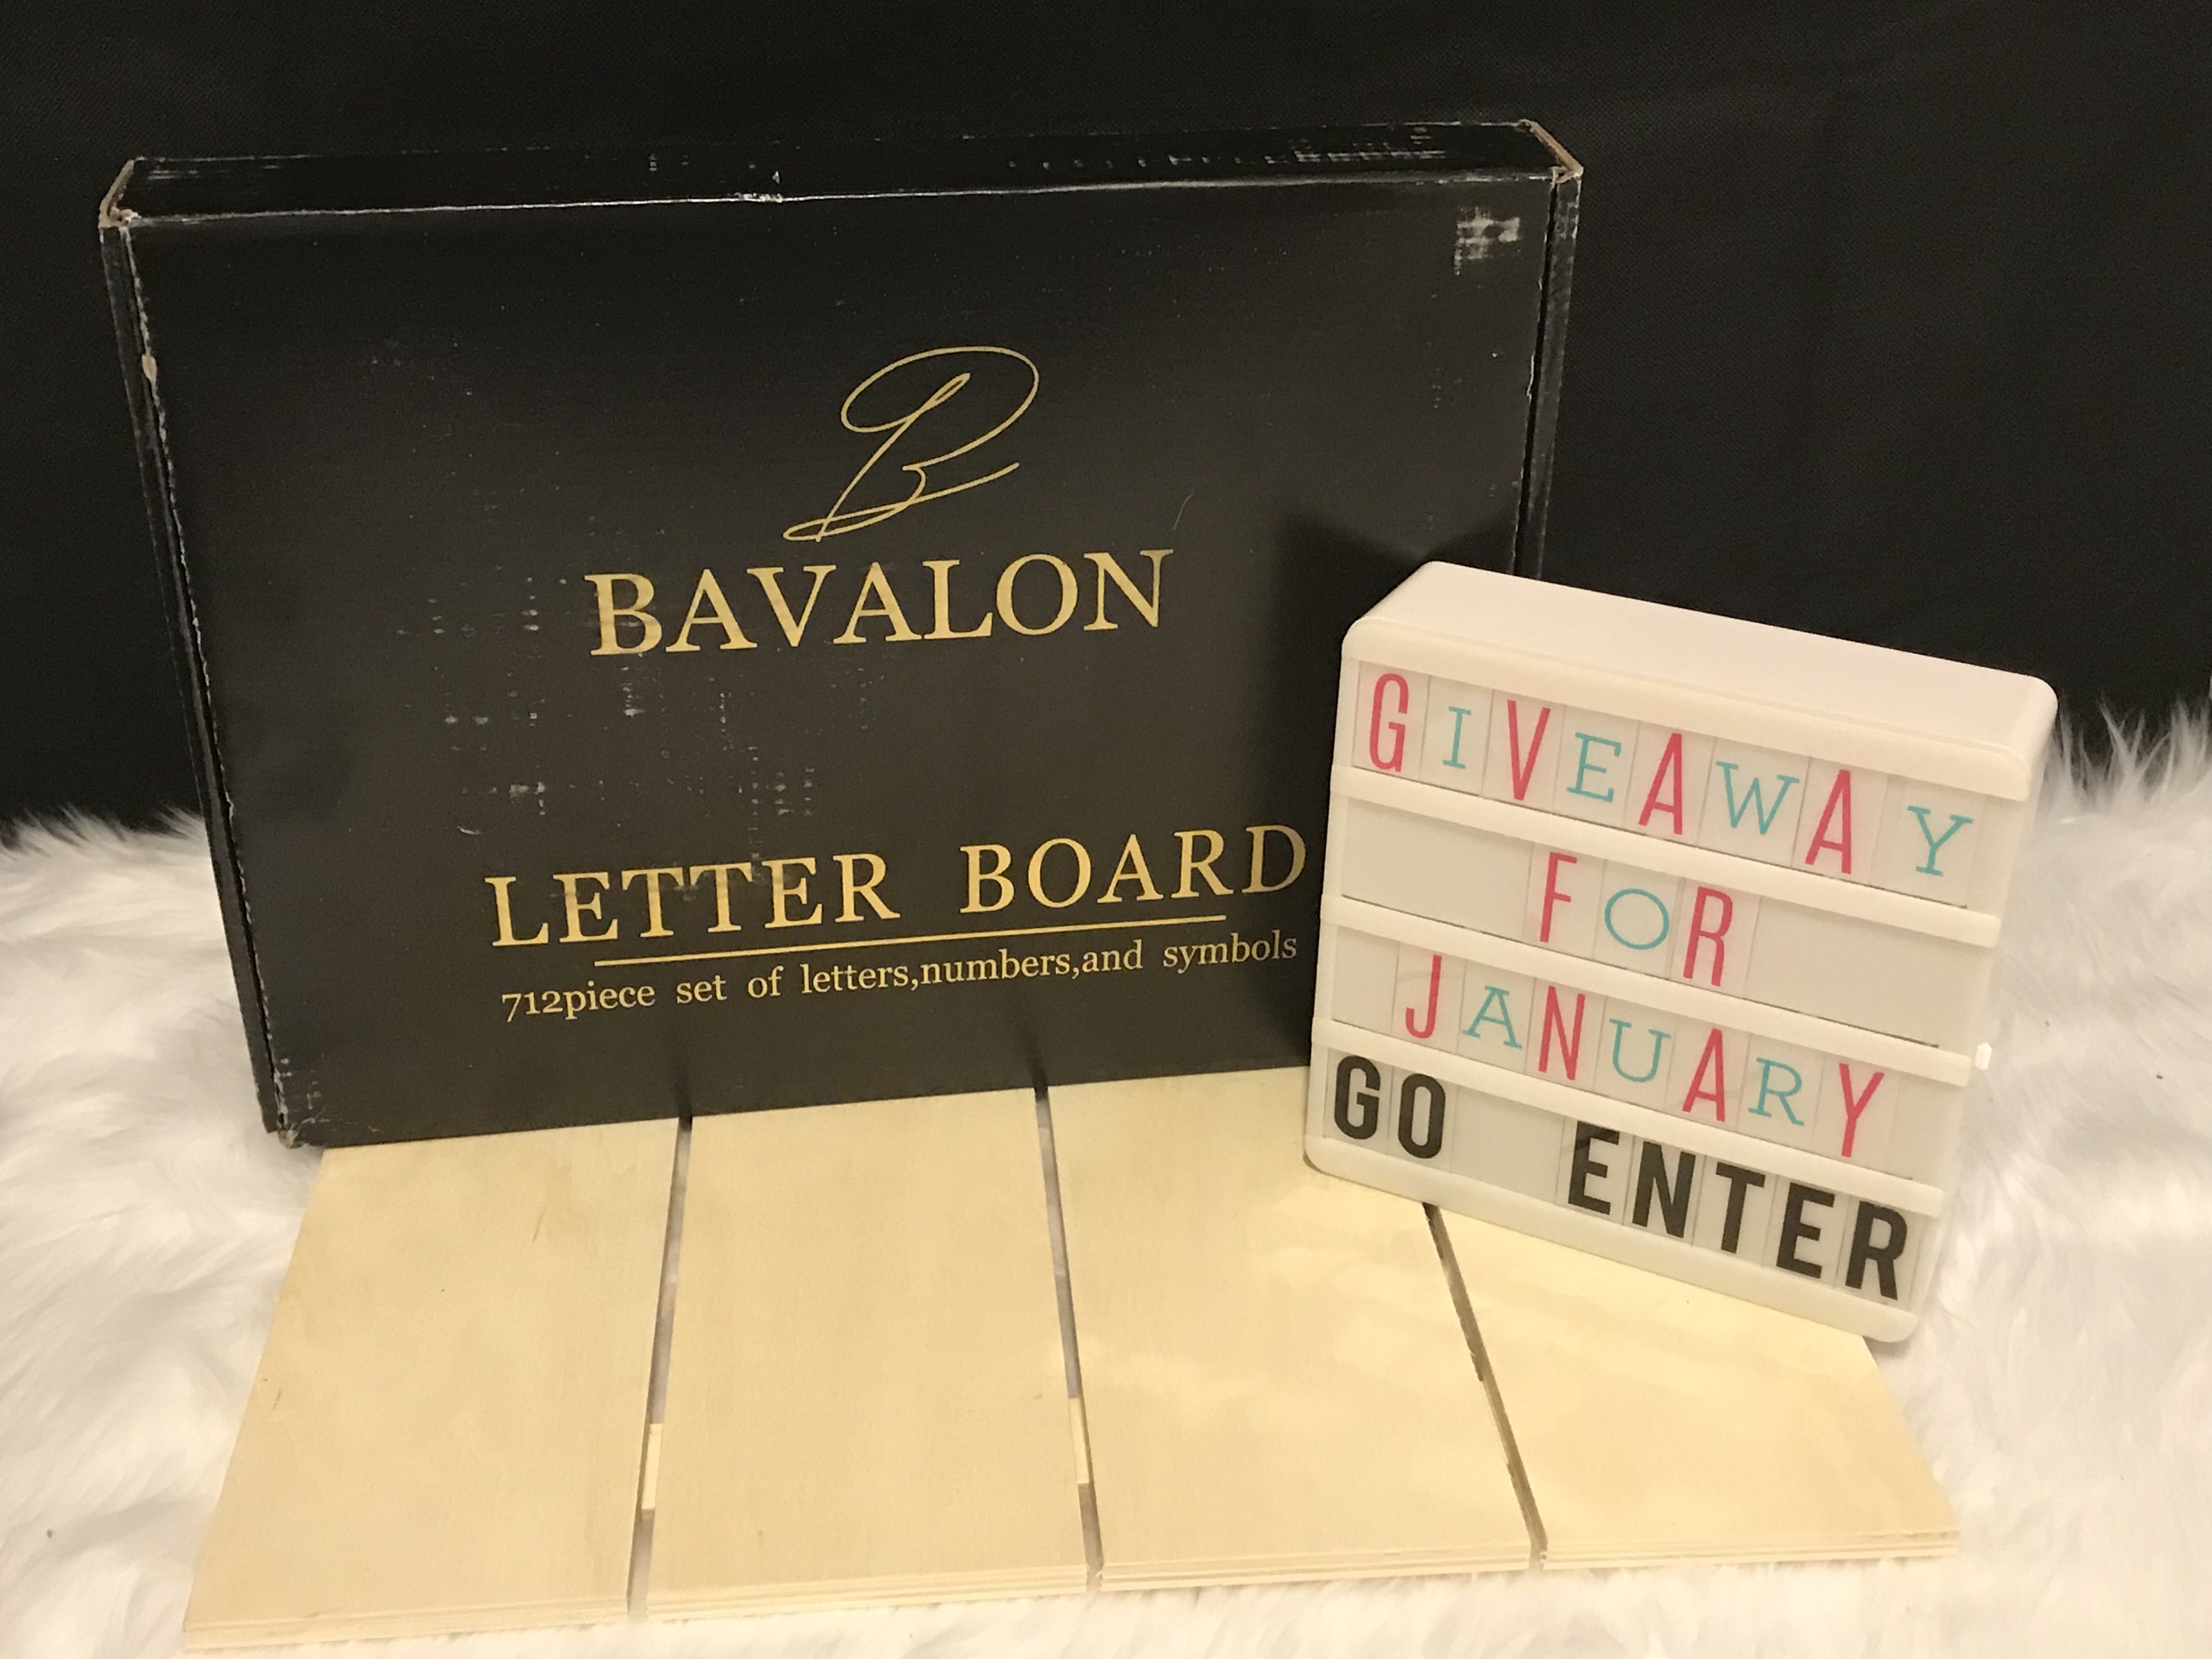 B
BAVALON
LETTER BOARD
712piece set of letters,numbers,and symbols
GIVEAWAY
FOR
JANUARY
GO ENTER